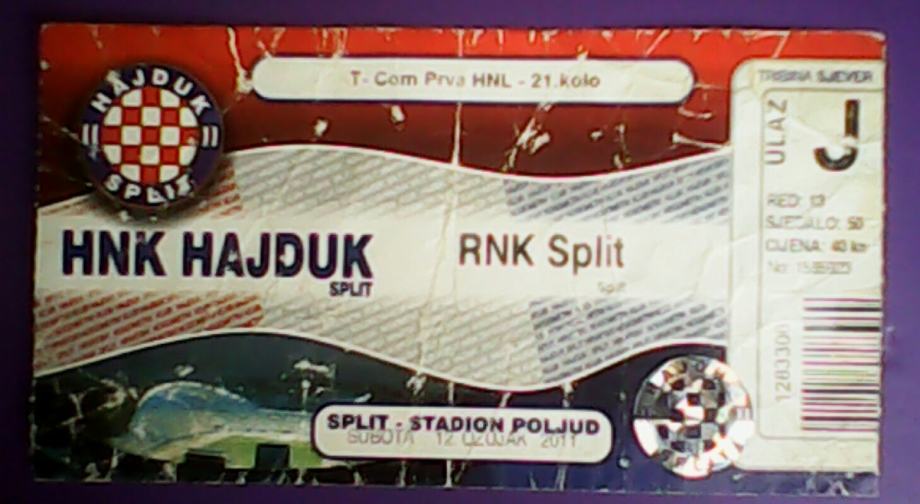 HAJDUK
SPLIT
T- Com Prva HNL - 21.kolo
HNK HAJDUK
SPLIT
RNK Split
Split
SPLIT - STADION POLJUD
SUBOTA 12 OŽUJAK 2011
TRIBINA SJEVER
ULAZ
J
RED: 13
SJEDALO: 50
CIJENA: 40 kn
No: